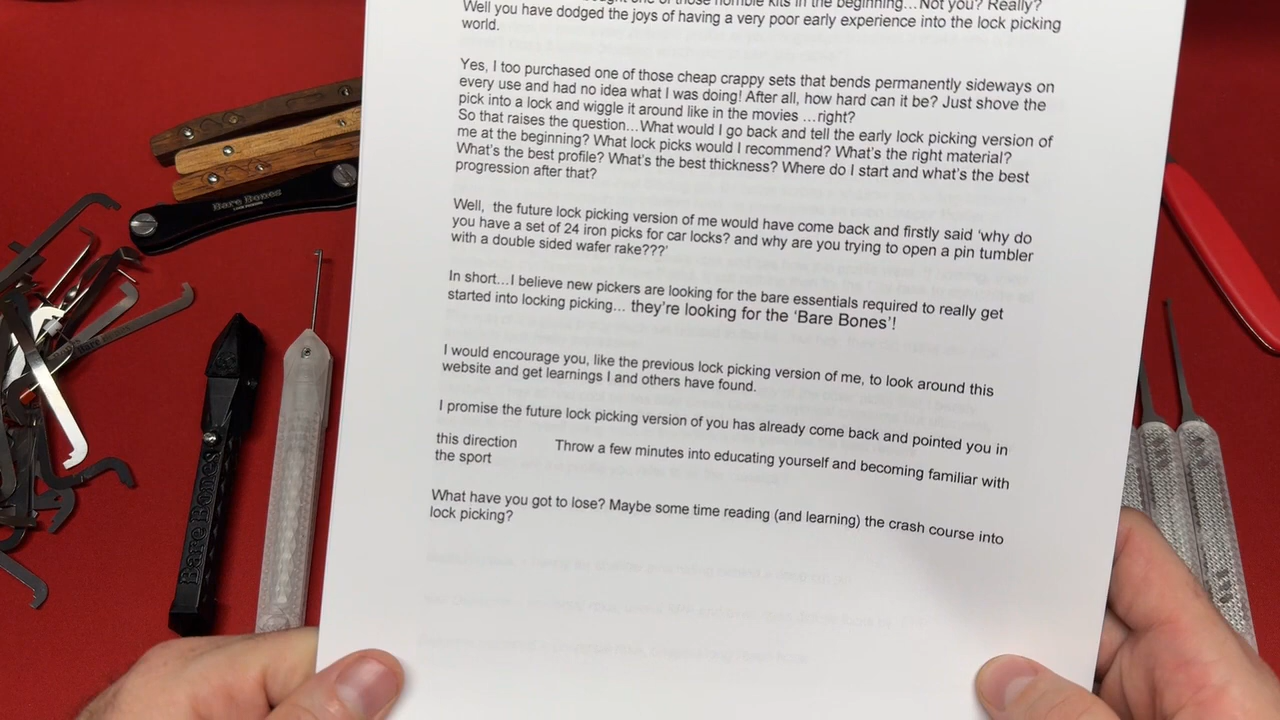 one of those horrible kits in the beginning…Not you? Really?
Well you have dodged the joys of having a very poor early experience into the lock picking
world.
Yes, I too purchased one of those cheap crappy sets that bends permanently sideways on
every use and had no idea what I was doing! After all, how hard can it be? Just shove the
pick into a lock and wiggle it around like in the movies …right?
So that raises the question…What would I go back and tell the early lock picking version of
me at the beginning? What lock picks would I recommend? What's the right material?
What's the best profile? What's the best thickness? Where do I start and what's the best
progression after that?
Well, the future lock picking version of me would have come back and firstly said 'why do
you have a set of 24 iron picks for car locks? and why are you trying to open a pin tumbler
with a double sided wafer rake???'
In short…I believe new pickers are looking for the bare essentials required to really get
started into locking picking… they're looking for the 'Bare Bones'!
I would encourage you, like the previous lock picking version of me, to look around this
website and get learnings I and others have found.
I promise the future lock picking version of you has already come back and pointed you in
this direction Throw a few minutes into educating yourself and becoming familiar with
the sport
What have you got to lose? Maybe some time reading (and learning) the crash course into
lock picking?
Bare Bones
LOCK PICKING
Bare Bones